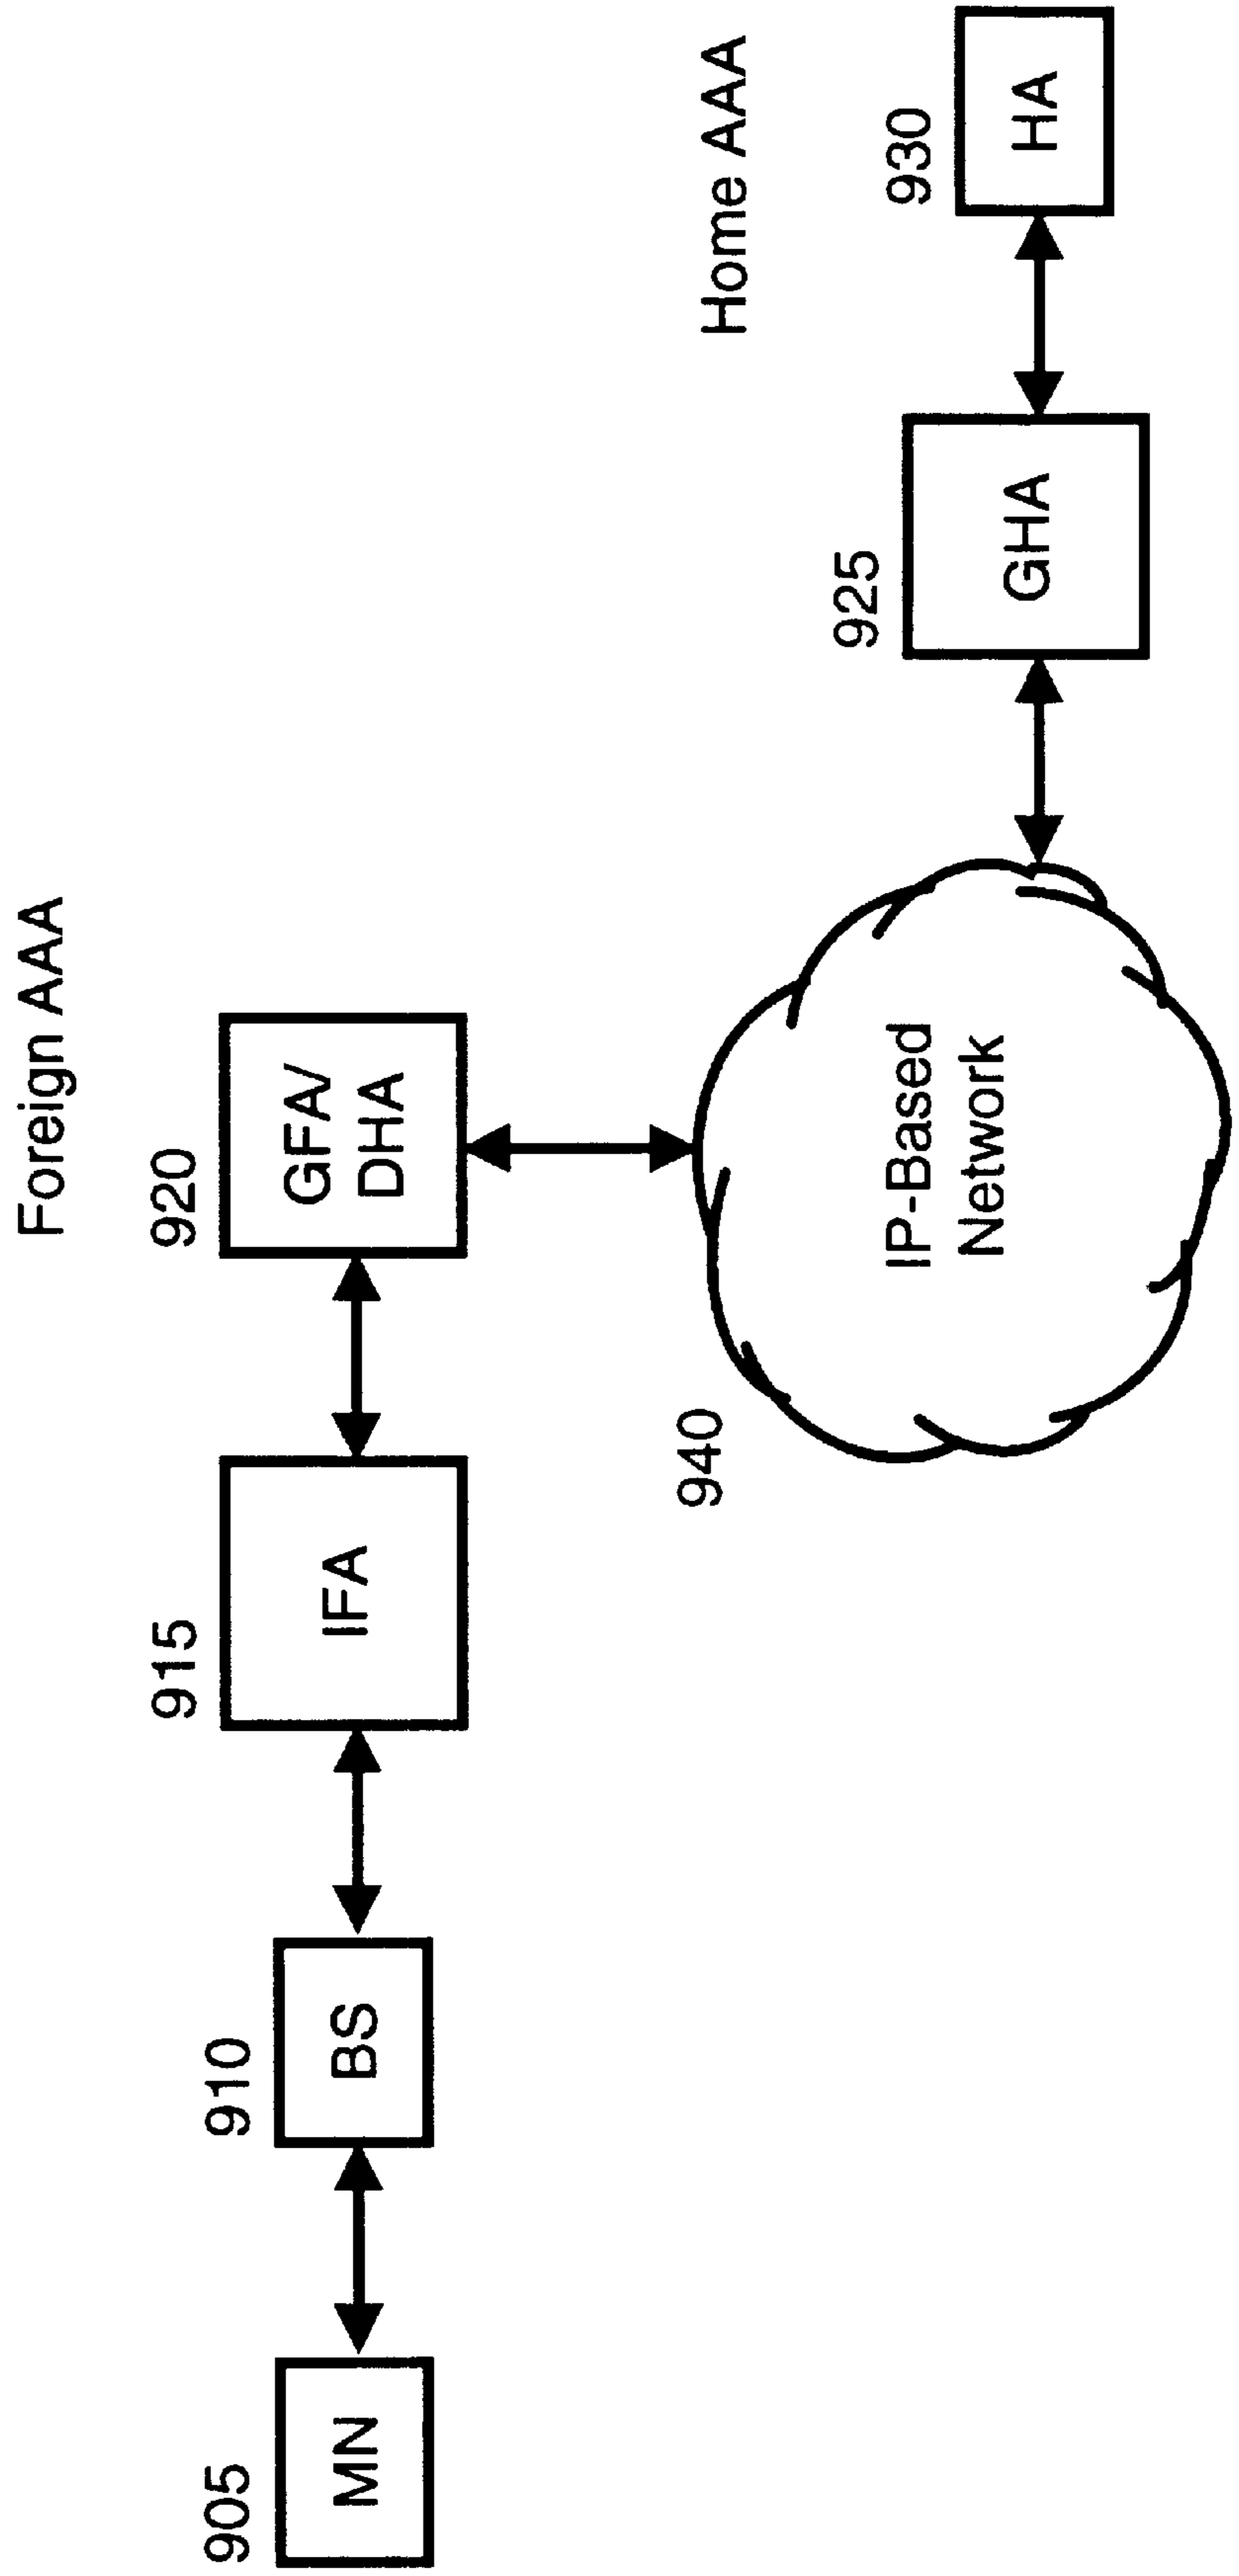 Foreign AAA
905
MN
910
BS
915
IFA
920
GFA/
DHA
940
IP-Based
Network
Home AAA
925
GHA
930
HA